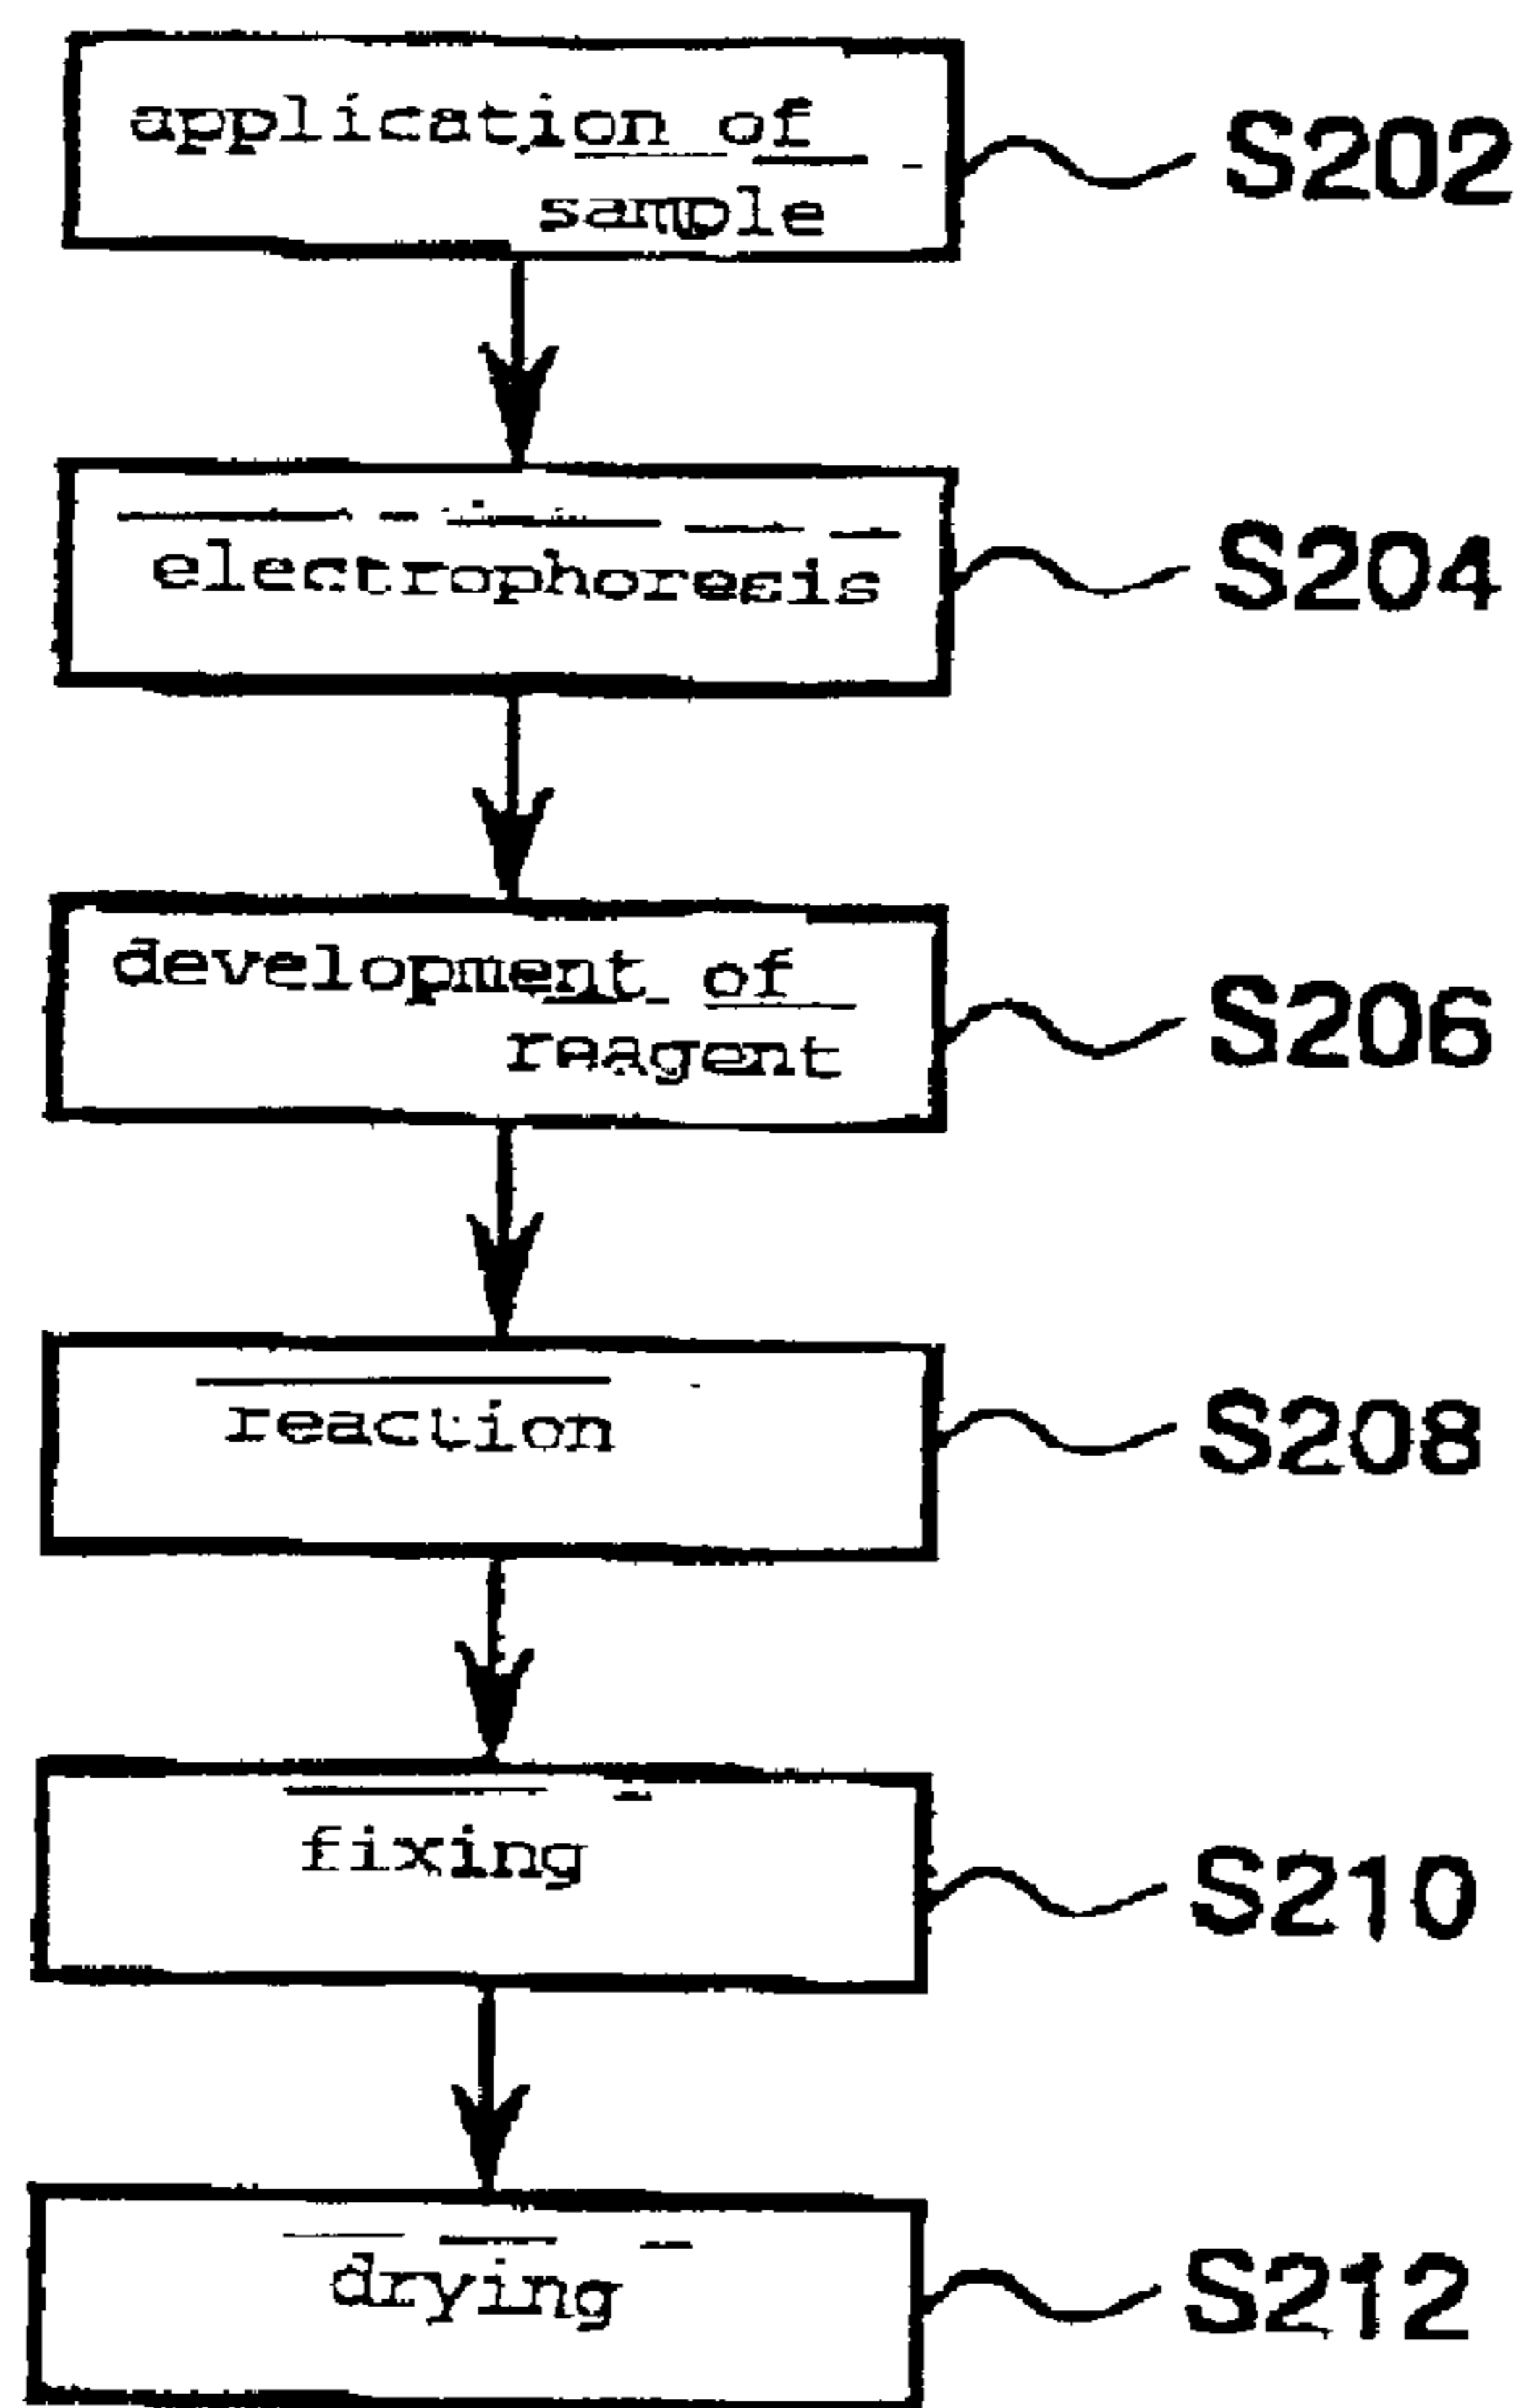 application of
sample
S202
electrophoresis
S204
development of
reagent
S206
reaction
S208
fixing
S210
drying
S212